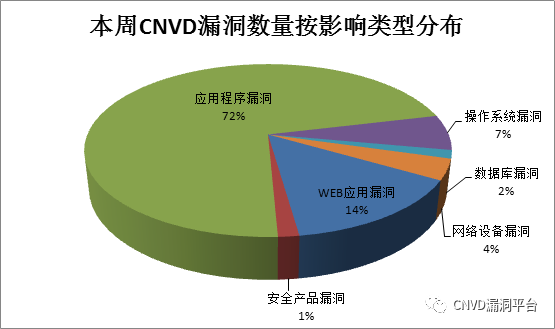 本周CNVD漏洞数量按影响类型分布
应用程序漏洞
72%
操作系统漏洞
7%
数据库漏洞
2%
WEB应用漏洞
14%
网络设备漏洞
4%
安全产品漏洞
1%
CNVD漏洞平台